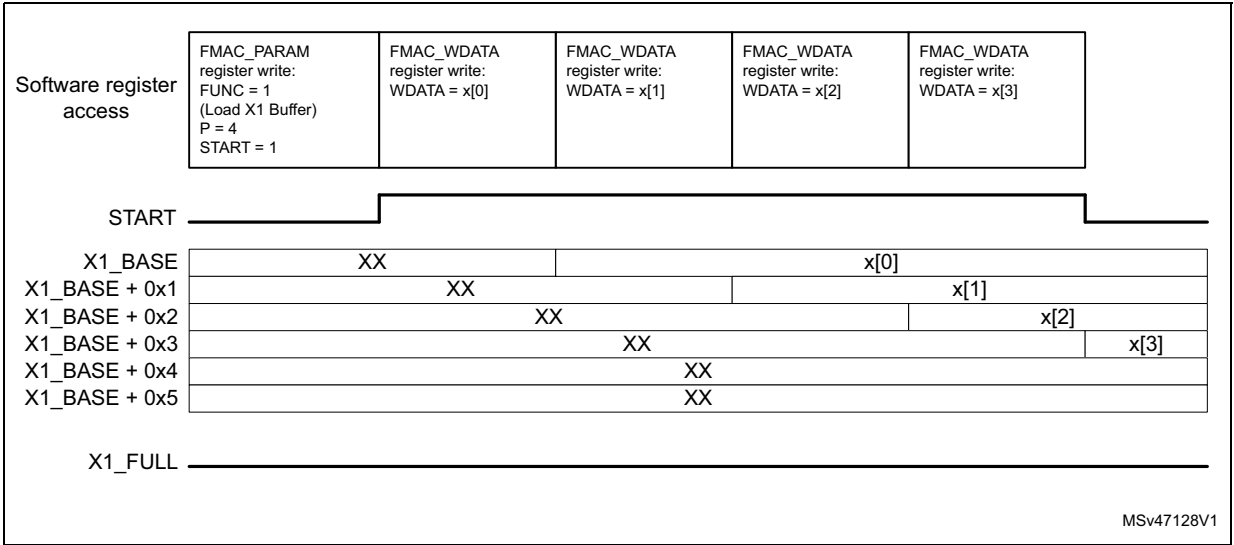 FMAC_PARAM
register write:
FUNC = 1
(Load X1 Buffer)
P = 4
START = 1
FMAC_WDATA
register write:
WDATA = x[0]
FMAC_WDATA
register write:
WDATA = x[1]
FMAC_WDATA
register write:
WDATA = x[2]
FMAC_WDATA
register write:
WDATA = x[3]
Software register
access
START
X1_BASE XX x[0]
X1_BASE + 0x1 XX x[1]
X1_BASE + 0x2 XX x[2]
X1_BASE + 0x3 XX x[3]
X1_BASE + 0x4 XX
X1_BASE + 0x5 XX
X1_FULL
MSv47128V1